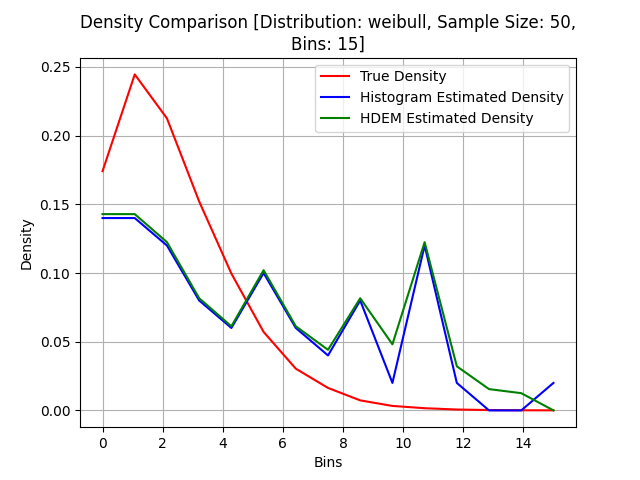 Density Comparison [Distribution: weibull, Sample Size: 50,
Bins: 15]
True Density
Histogram Estimated Density
HDEM Estimated Density
Density
0.25
0.20
0.15
0.10
0.05
0.00
0 2 4 6 8 10 12 14
Bins